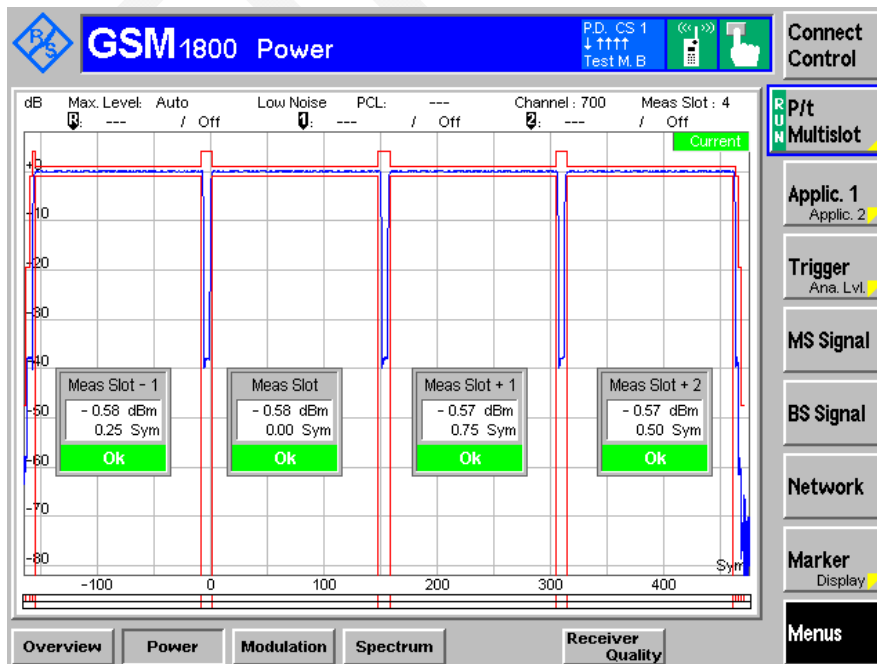 R/S
GSM 1800 Power
P.D. CS 1
↓ ↑↑↑↑
Test M. B
Connect
Control
dB Max. Level: Auto Low Noise PCL: --- Channel : 700 Meas Slot : 4
R: --- / Off 1: --- / Off 2: --- / Off
Current
RUN
P/t
Multislot
+0
-10
-20
-30
-40
-50
-60
-70
-80
Meas Slot - 1
- 0.58 dBm
0.25 Sym
Ok
Meas Slot
- 0.58 dBm
0.00 Sym
Ok
Meas Slot + 1
- 0.57 dBm
0.75 Sym
Ok
Meas Slot + 2
- 0.57 dBm
0.50 Sym
Ok
Sym
-100 0 100 200 300 400
Applic. 1
Applic. 2
Trigger
Ana. Lvl.
MS Signal
BS Signal
Network
Marker
Display
Menus
Overview Power Modulation Spectrum Receiver
Quality